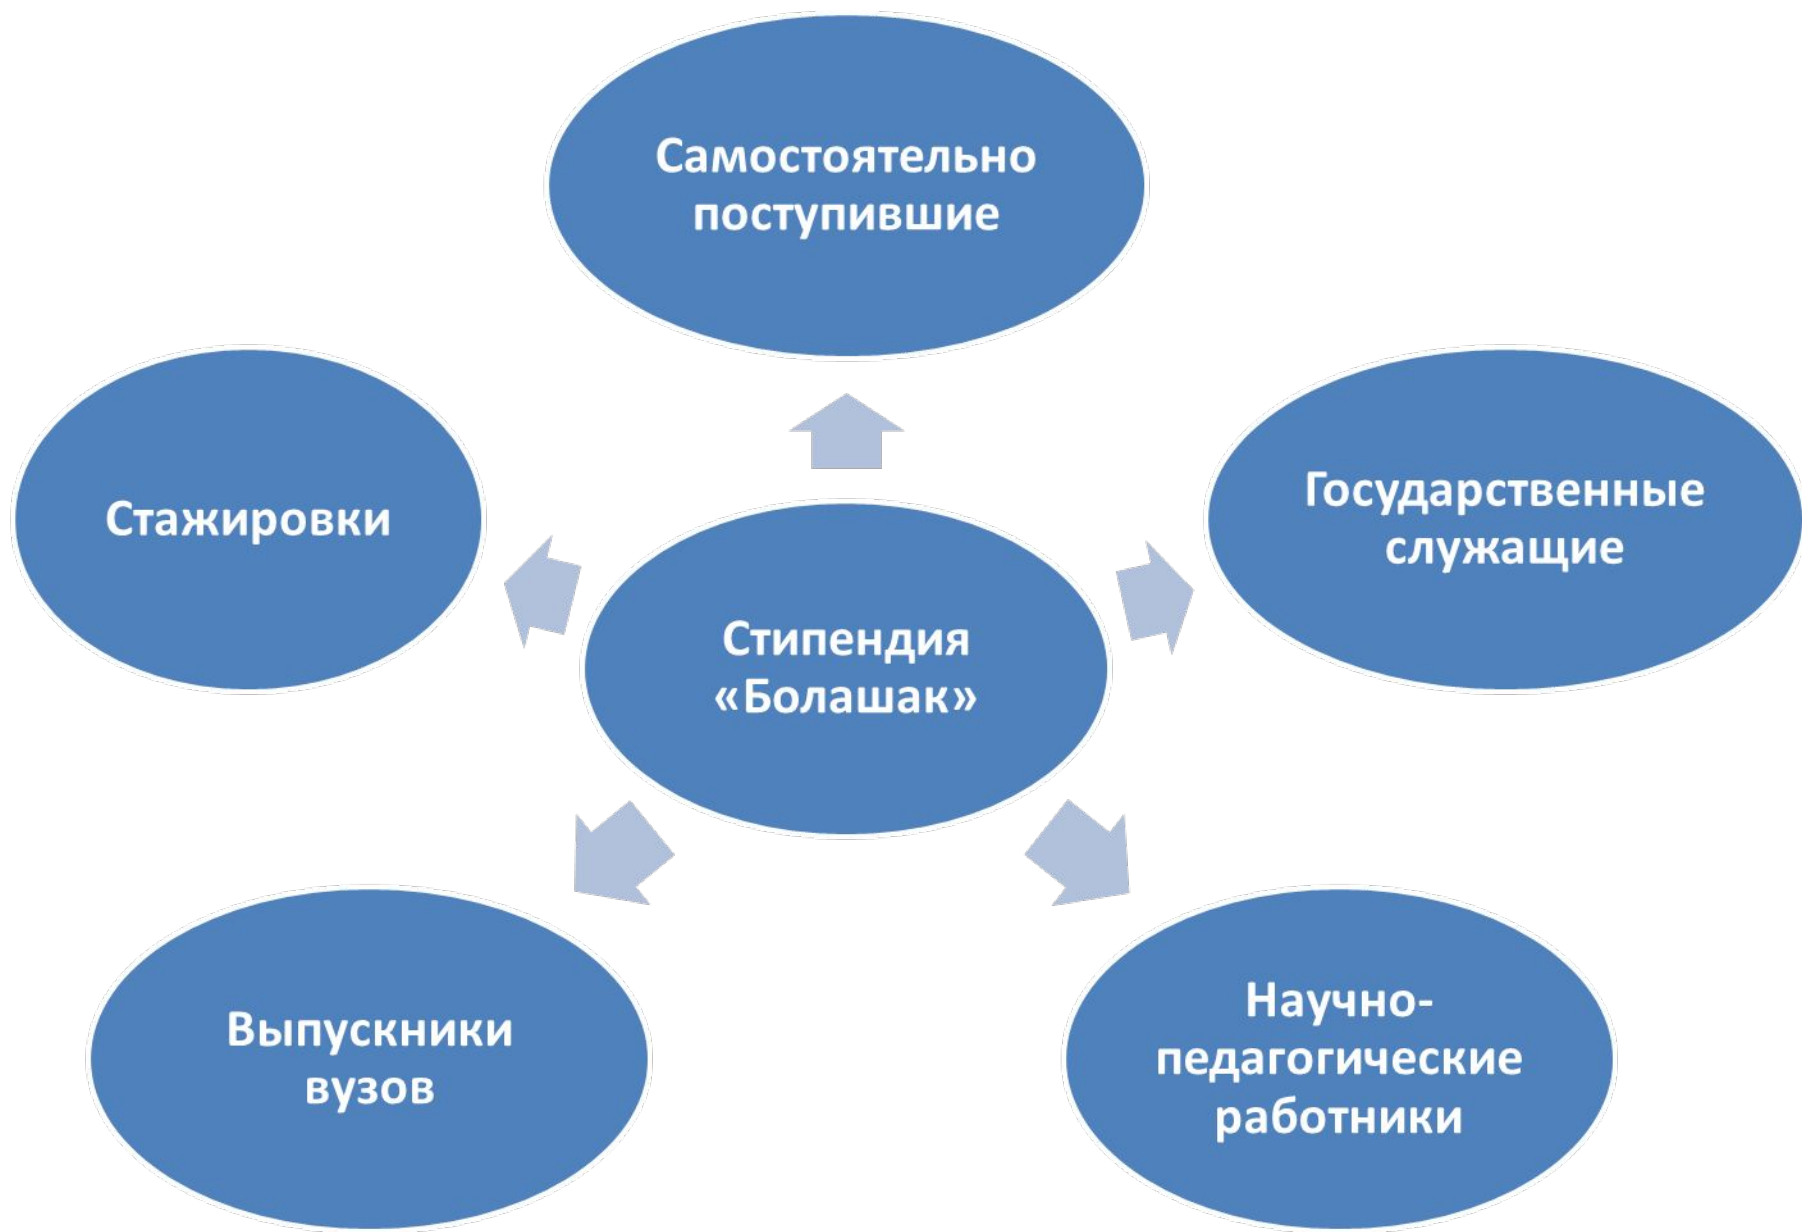 Самостоятельно
поступившие
Стажировки
Государственные
служащие
Стипендия
«Болашак»
Выпускники
вузов
Научно-
педагогические
работники